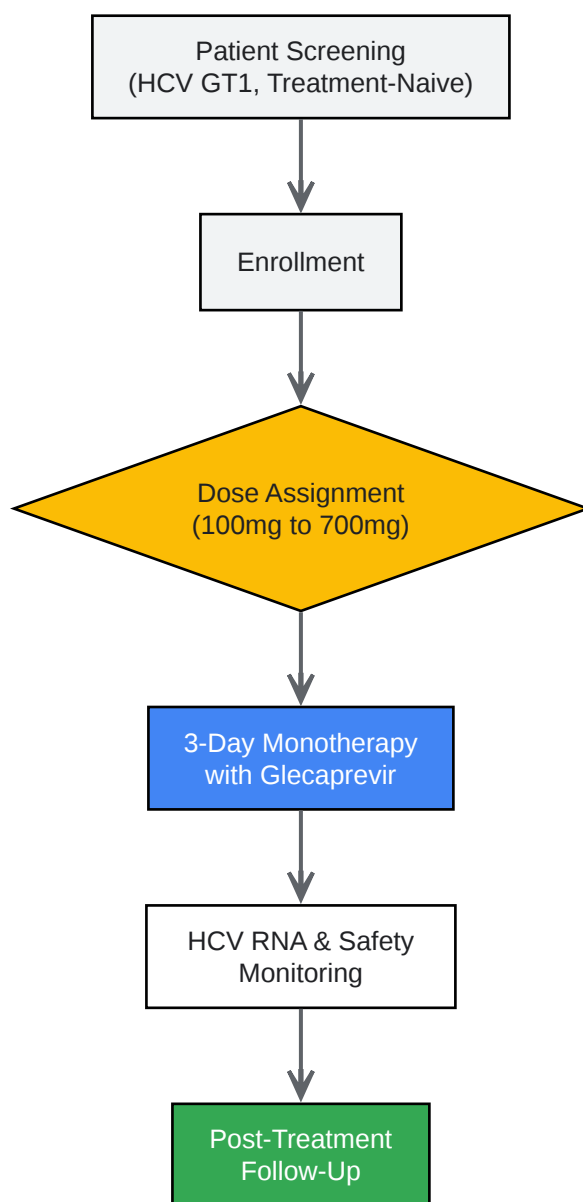 Patient Screening
(HCV GT1, Treatment-Naive)
Enrollment
Dose Assignment
(100mg to 700mg)
3-Day Monotherapy
with Glecaprevir
HCV RNA & Safety
Monitoring
Post-Treatment
Follow-Up